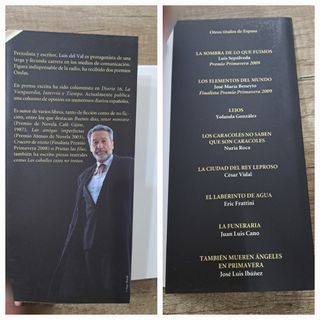 Periodista y escritor, Luis del Val es protagonista de una
larga y fecunda carrera en los medios de comunicación.
Figura indispensable de la radio, ha recibido dos premios
Ondas.
En prensa escrita ha sido columnista en Diario 16, La
Vanguardia, Interviú y Tiempo. Actualmente publica
una columna de opinión en numerosos diarios españoles.
Es autor de varios libros, tanto de ficción como de no fic-
ción, entre los que destacan Buenos días, señor ministro
(Premio de Novela Café Gijón,
1987), Las amigas imperfectas
(Premio Ateneo de Novela 2003),
Crucero de otoño (Finalista Premio
Primavera 2008) o Prietas las filas;
también ha escrito piezas teatrales
como Los caballos cojos no trotan.
Otros títulos de Espasa
LA SOMBRA DE LO QUE FUIMOS
Luis Sepúlveda
Premio Primavera 2009
LOS ELEMENTOS DEL MUNDO
José María Beneyto
Finalista Premio Primavera 2009
LEJOS
Yolanda González
LOS CARACOLES NO SABEN
QUE SON CARACOLES
Nuria Roca
LA CIUDAD DEL REY LEPROSO
César Vidal
EL LABERINTO DE AGUA
Eric Frattini
LA FUNERARIA
Juan Luis Cano
TAMBIÉN MUEREN ÁNGELES
EN PRIMAVERA
José Luis Ibáñez